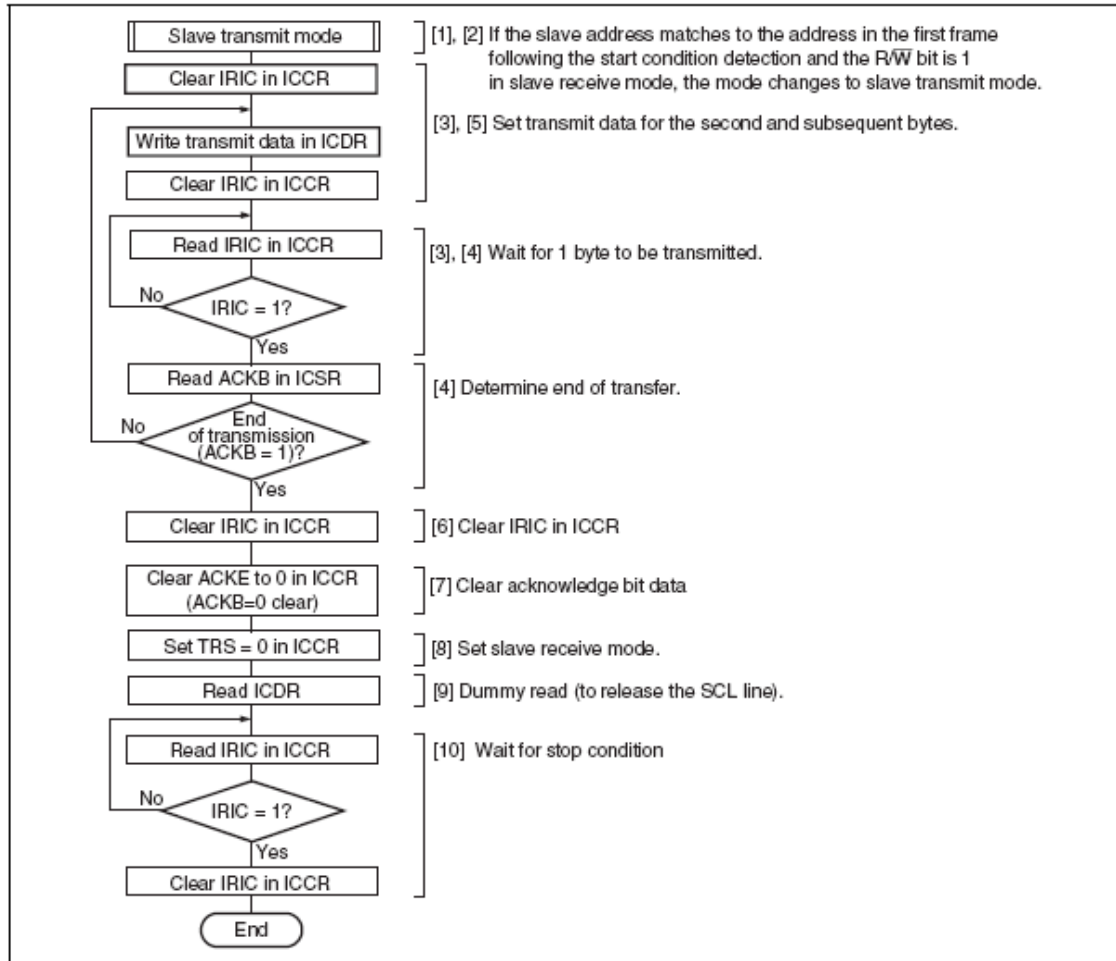 Slave transmit mode
[1], [2] If the slave address matches to the address in the first frame
following the start condition detection and the R/W̅ bit is 1
in slave receive mode, the mode changes to slave transmit mode.
Clear IRIC in ICCR
[3], [5] Set transmit data for the second and subsequent bytes.
Write transmit data in ICDR
Clear IRIC in ICCR
Read IRIC in ICCR
[3], [4] Wait for 1 byte to be transmitted.
No
IRIC = 1?
Yes
Read ACKB in ICSR
[4] Determine end of transfer.
No
End
of transmission
(ACKB = 1)?
Yes
Clear IRIC in ICCR
[6] Clear IRIC in ICCR
Clear ACKE to 0 in ICCR
(ACKB=0 clear)
[7] Clear acknowledge bit data
Set TRS = 0 in ICCR
[8] Set slave receive mode.
Read ICDR
[9] Dummy read (to release the SCL line).
Read IRIC in ICCR
[10] Wait for stop condition
No
IRIC = 1?
Yes
Clear IRIC in ICCR
End